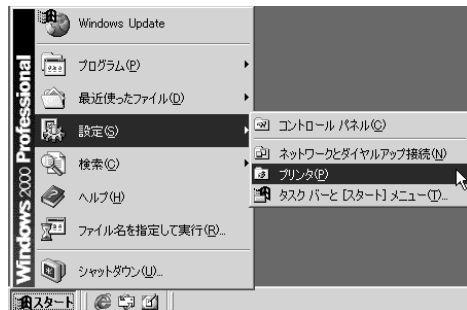 Windows 2000 Professional
Windows Update
プログラム(P)
最近使ったファイル(D)
設定(S)
検索(C)
ヘルプ(H)
ファイル名を指定して実行(R)...
シャットダウン(U)...
コントロール パネル(C)
ネットワークとダイヤルアップ接続(N)
プリンタ(P)
タスク バーと [スタート] メニュー(T)...
スタート